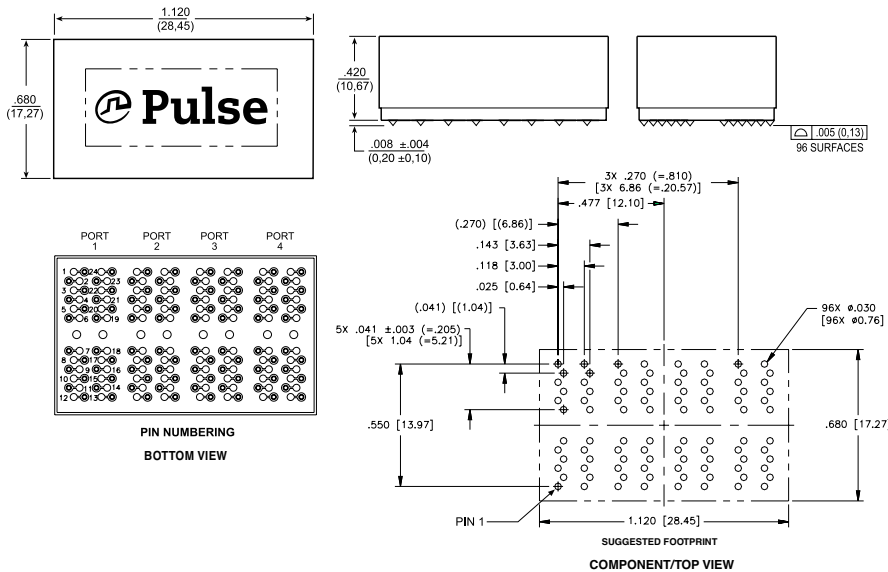 1.120
(28,45)
.680
(17,27)
Pulse
.420
(10,67)
.008 ±.004
(0,20 ±0,10)
.005 (0,13)
96 SURFACES
3X .270 (=.810)
[3X 6.86 (=.20.57)]
.477 [12.10]
(.270) [(6.86)]
.143 [3.63]
.118 [3.00]
.025 [0.64]
(.041) [(1.04)]
5X .041 ±.003 (=.205)
[5X 1.04 (=5.21)]
96X ø.030
[96X ø0.76]
.550 [13.97]
.680 [17.27]
PIN 1
1.120 [28.45]
SUGGESTED FOOTPRINT
COMPONENT/TOP VIEW
PORT 1
PORT 2
PORT 3
PORT 4
1 24
2 23
3 22
4 21
5 20
6 19
7 18
8 17
9 16
10 15
11 14
12 13
PIN NUMBERING
BOTTOM VIEW